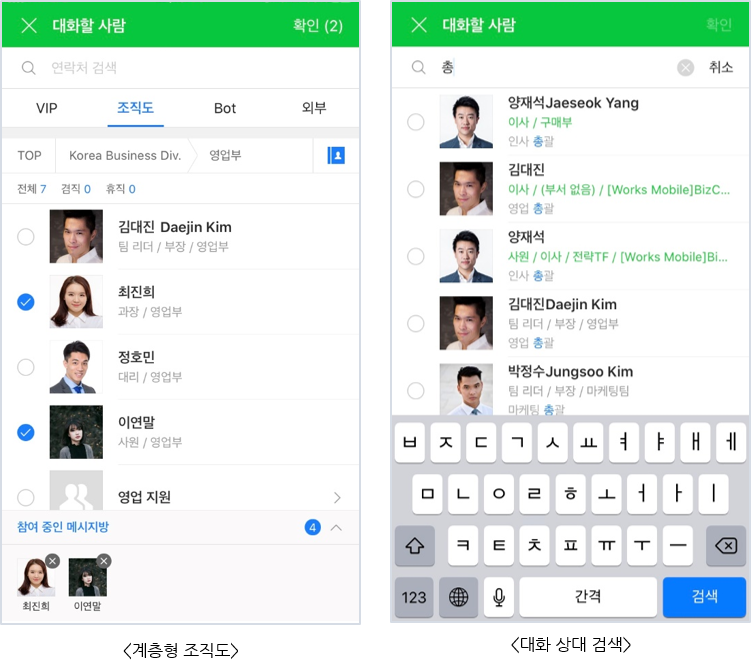 대화할 사람
확인 (2)
연락처 검색
VIP
조직도
Bot
외부
TOP
Korea Business Div.
영업부
전체 7 겸직 0 휴직 0
김대진 Daejin Kim
팀 리더 / 부장 / 영업부
최진희
과장 / 영업부
정호민
대리 / 영업부
이연말
사원 / 영업부
영업 지원
참여 중인 메시지방
4
최진희
이연말
<계층형 조직도>
대화할 사람
확인
총
취소
양재석Jaeseok Yang
이사 / 구매부
인사 총괄
김대진
이사 / (부서 없음) / [Works Mobile]BizC...
영업 총괄
양재석
사원 / 이사 / 전략TF / [Works Mobile]Bi...
인사 총괄
김대진Daejin Kim
팀 리더 / 부장 / 영업부
영업 총괄
박정수Jungsoo Kim
팀 리더 / 부장 / 마케팅팀
마케팅 총괄
ㅂ ㅈ ㄷ ㄱ ㅅ ㅛ ㅕ ㅑ ㅐ ㅔ
ㅁ ㄴ ㅇ ㄹ ㅎ ㅗ ㅓ ㅏ ㅣ
ㅋ ㅌ ㅊ ㅍ ㅠ ㅜ ㅡ
123
간격
검색
<대화 상대 검색>